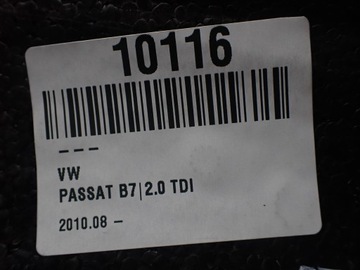 10116
---
VW
PASSAT B7|2.0 TDI
2010.08 -